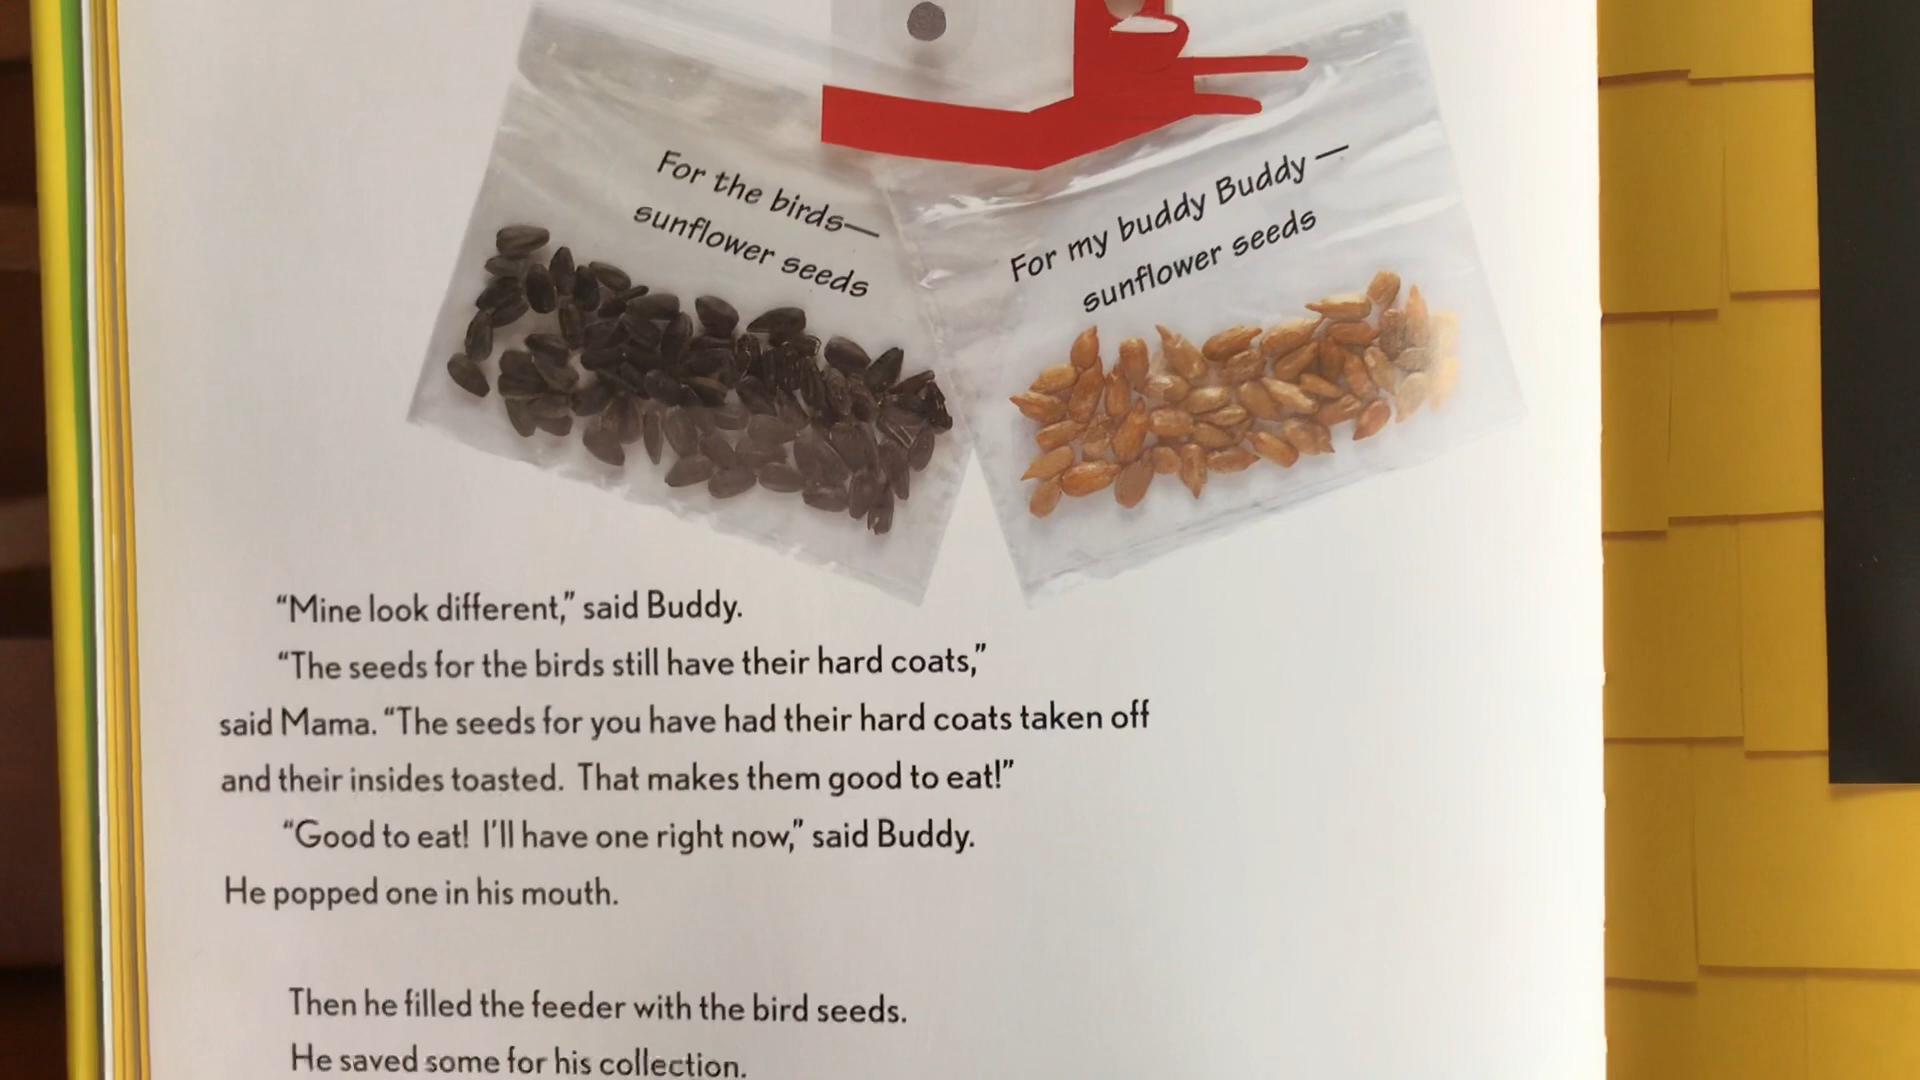 For the birds—
sunflower seeds
For my buddy Buddy—
sunflower seeds
“Mine look different,” said Buddy.
“The seeds for the birds still have their hard coats,”
said Mama. “The seeds for you have had their hard coats taken off
and their insides toasted. That makes them good to eat!”
“Good to eat! I’ll have one right now,” said Buddy.
He popped one in his mouth.
Then he filled the feeder with the bird seeds.
He saved some for his collection.